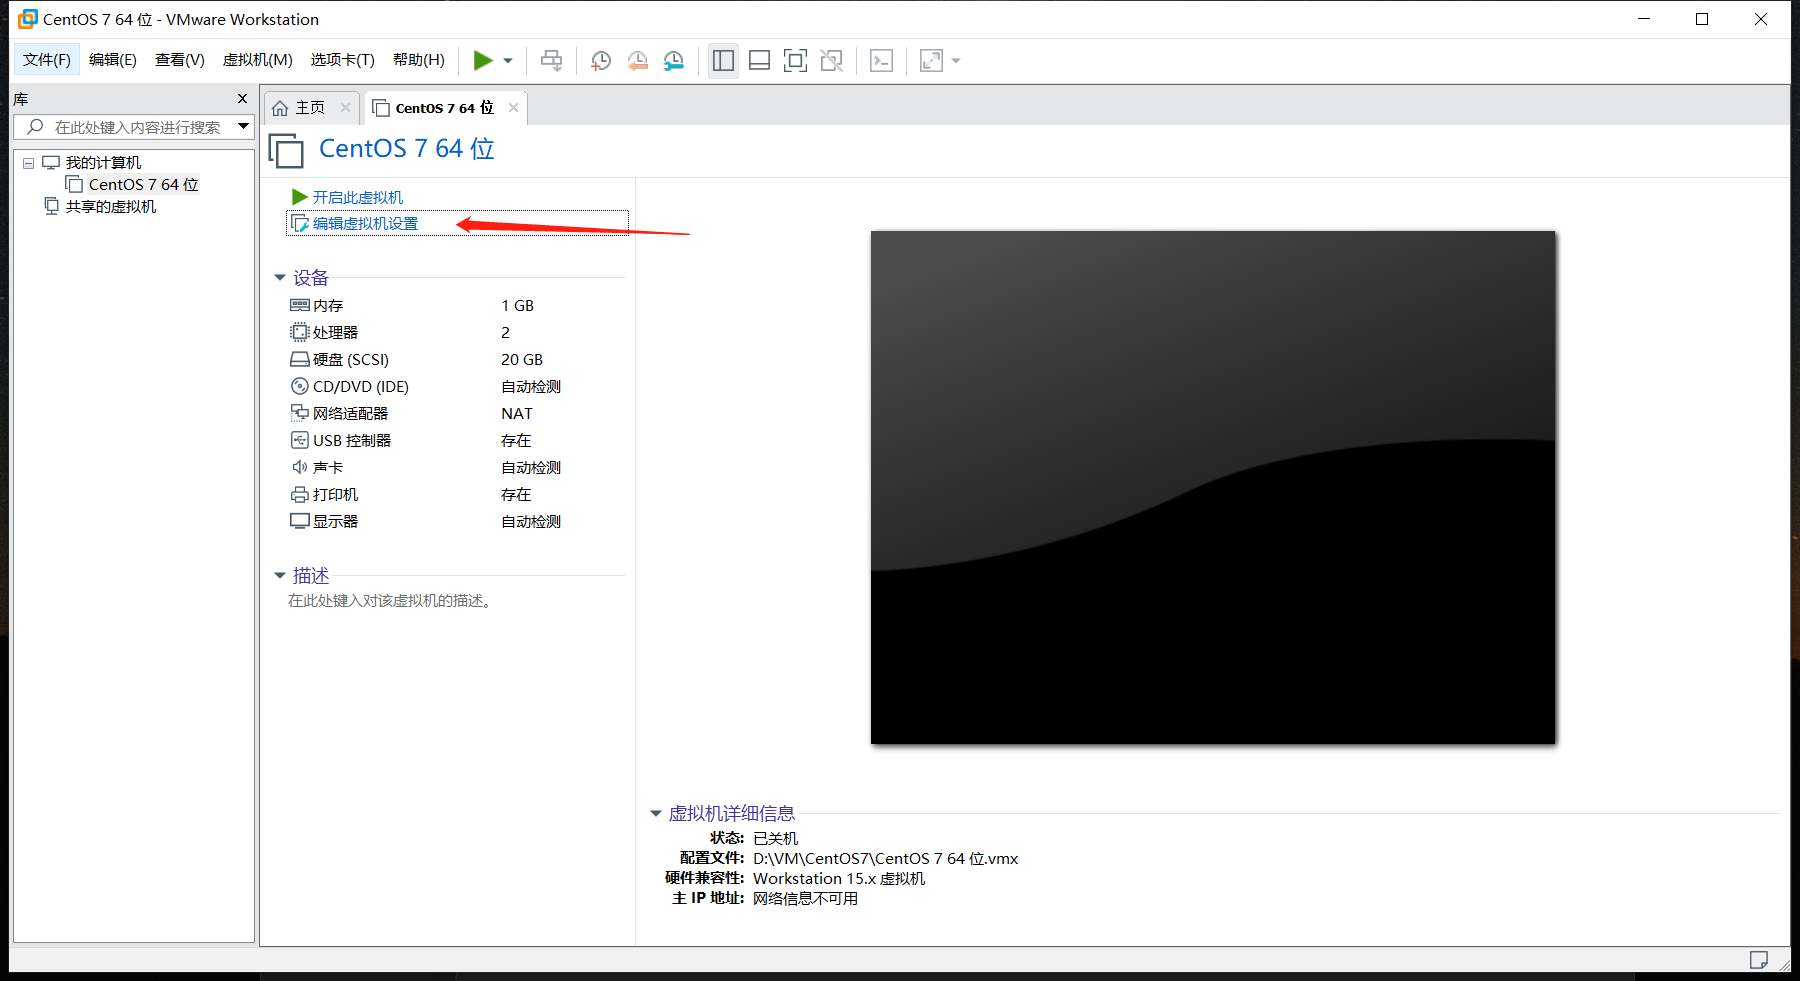 CentOS 7 64 位 - VMware Workstation
文件(F) 编辑(E) 查看(V) 虚拟机(M) 选项卡(T) 帮助(H)
库
在此处键入内容进行搜索
我的计算机
CentOS 7 64 位
共享的虚拟机
主页 CentOS 7 64 位
CentOS 7 64 位
开启此虚拟机
编辑虚拟机设置
设备
内存 1 GB
处理器 2
硬盘 (SCSI) 20 GB
CD/DVD (IDE) 自动检测
网络适配器 NAT
USB 控制器 存在
声卡 自动检测
打印机 存在
显示器 自动检测
描述
在此处键入对该虚拟机的描述。
虚拟机详细信息
状态: 已关机
配置文件: D:\VM\CentOS7\CentOS 7 64 位.vmx
硬件兼容性: Workstation 15.x 虚拟机
主 IP 地址: 网络信息不可用